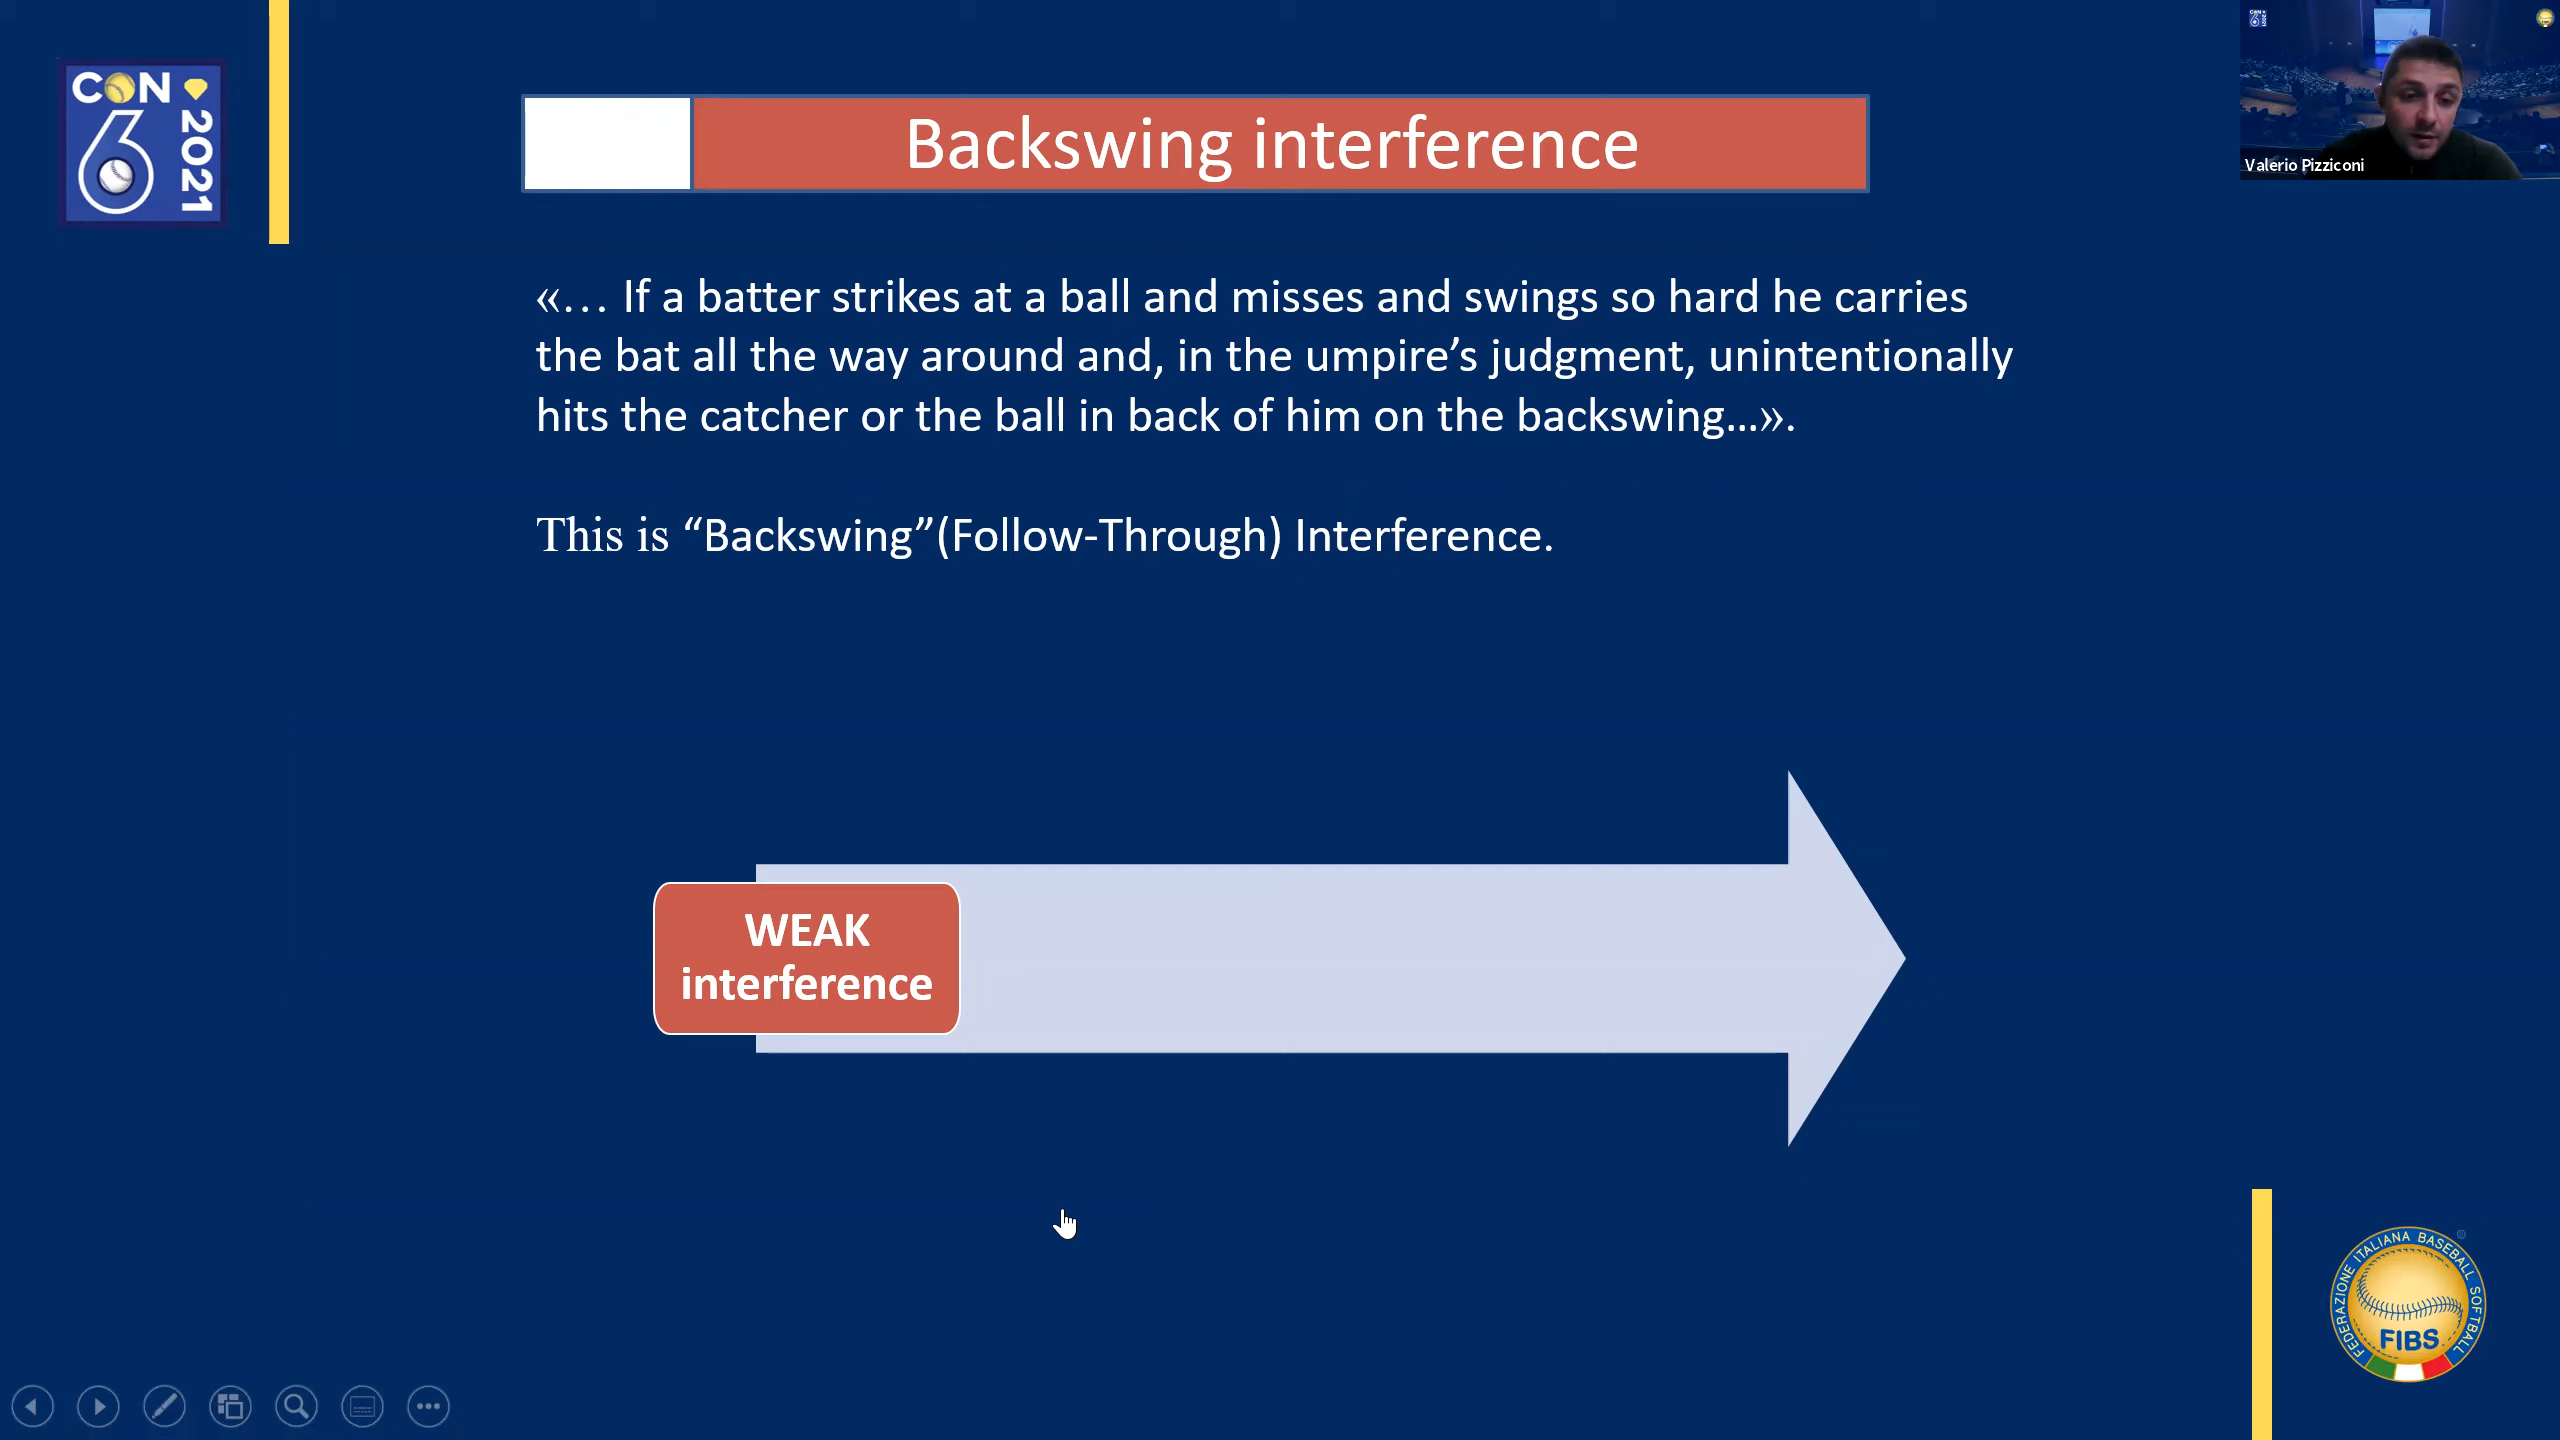 CON
6
2021
Backswing interference
Valerio Pizziconi
«… If a batter strikes at a ball and misses and swings so hard he carries
the bat all the way around and, in the umpire’s judgment, unintentionally
hits the catcher or the ball in back of him on the backswing…».
This is “Backswing”(Follow-Through) Interference.
WEAK
interference
FEDERAZIONE ITALIANA BASEBALL SOFTBALL
FIBS